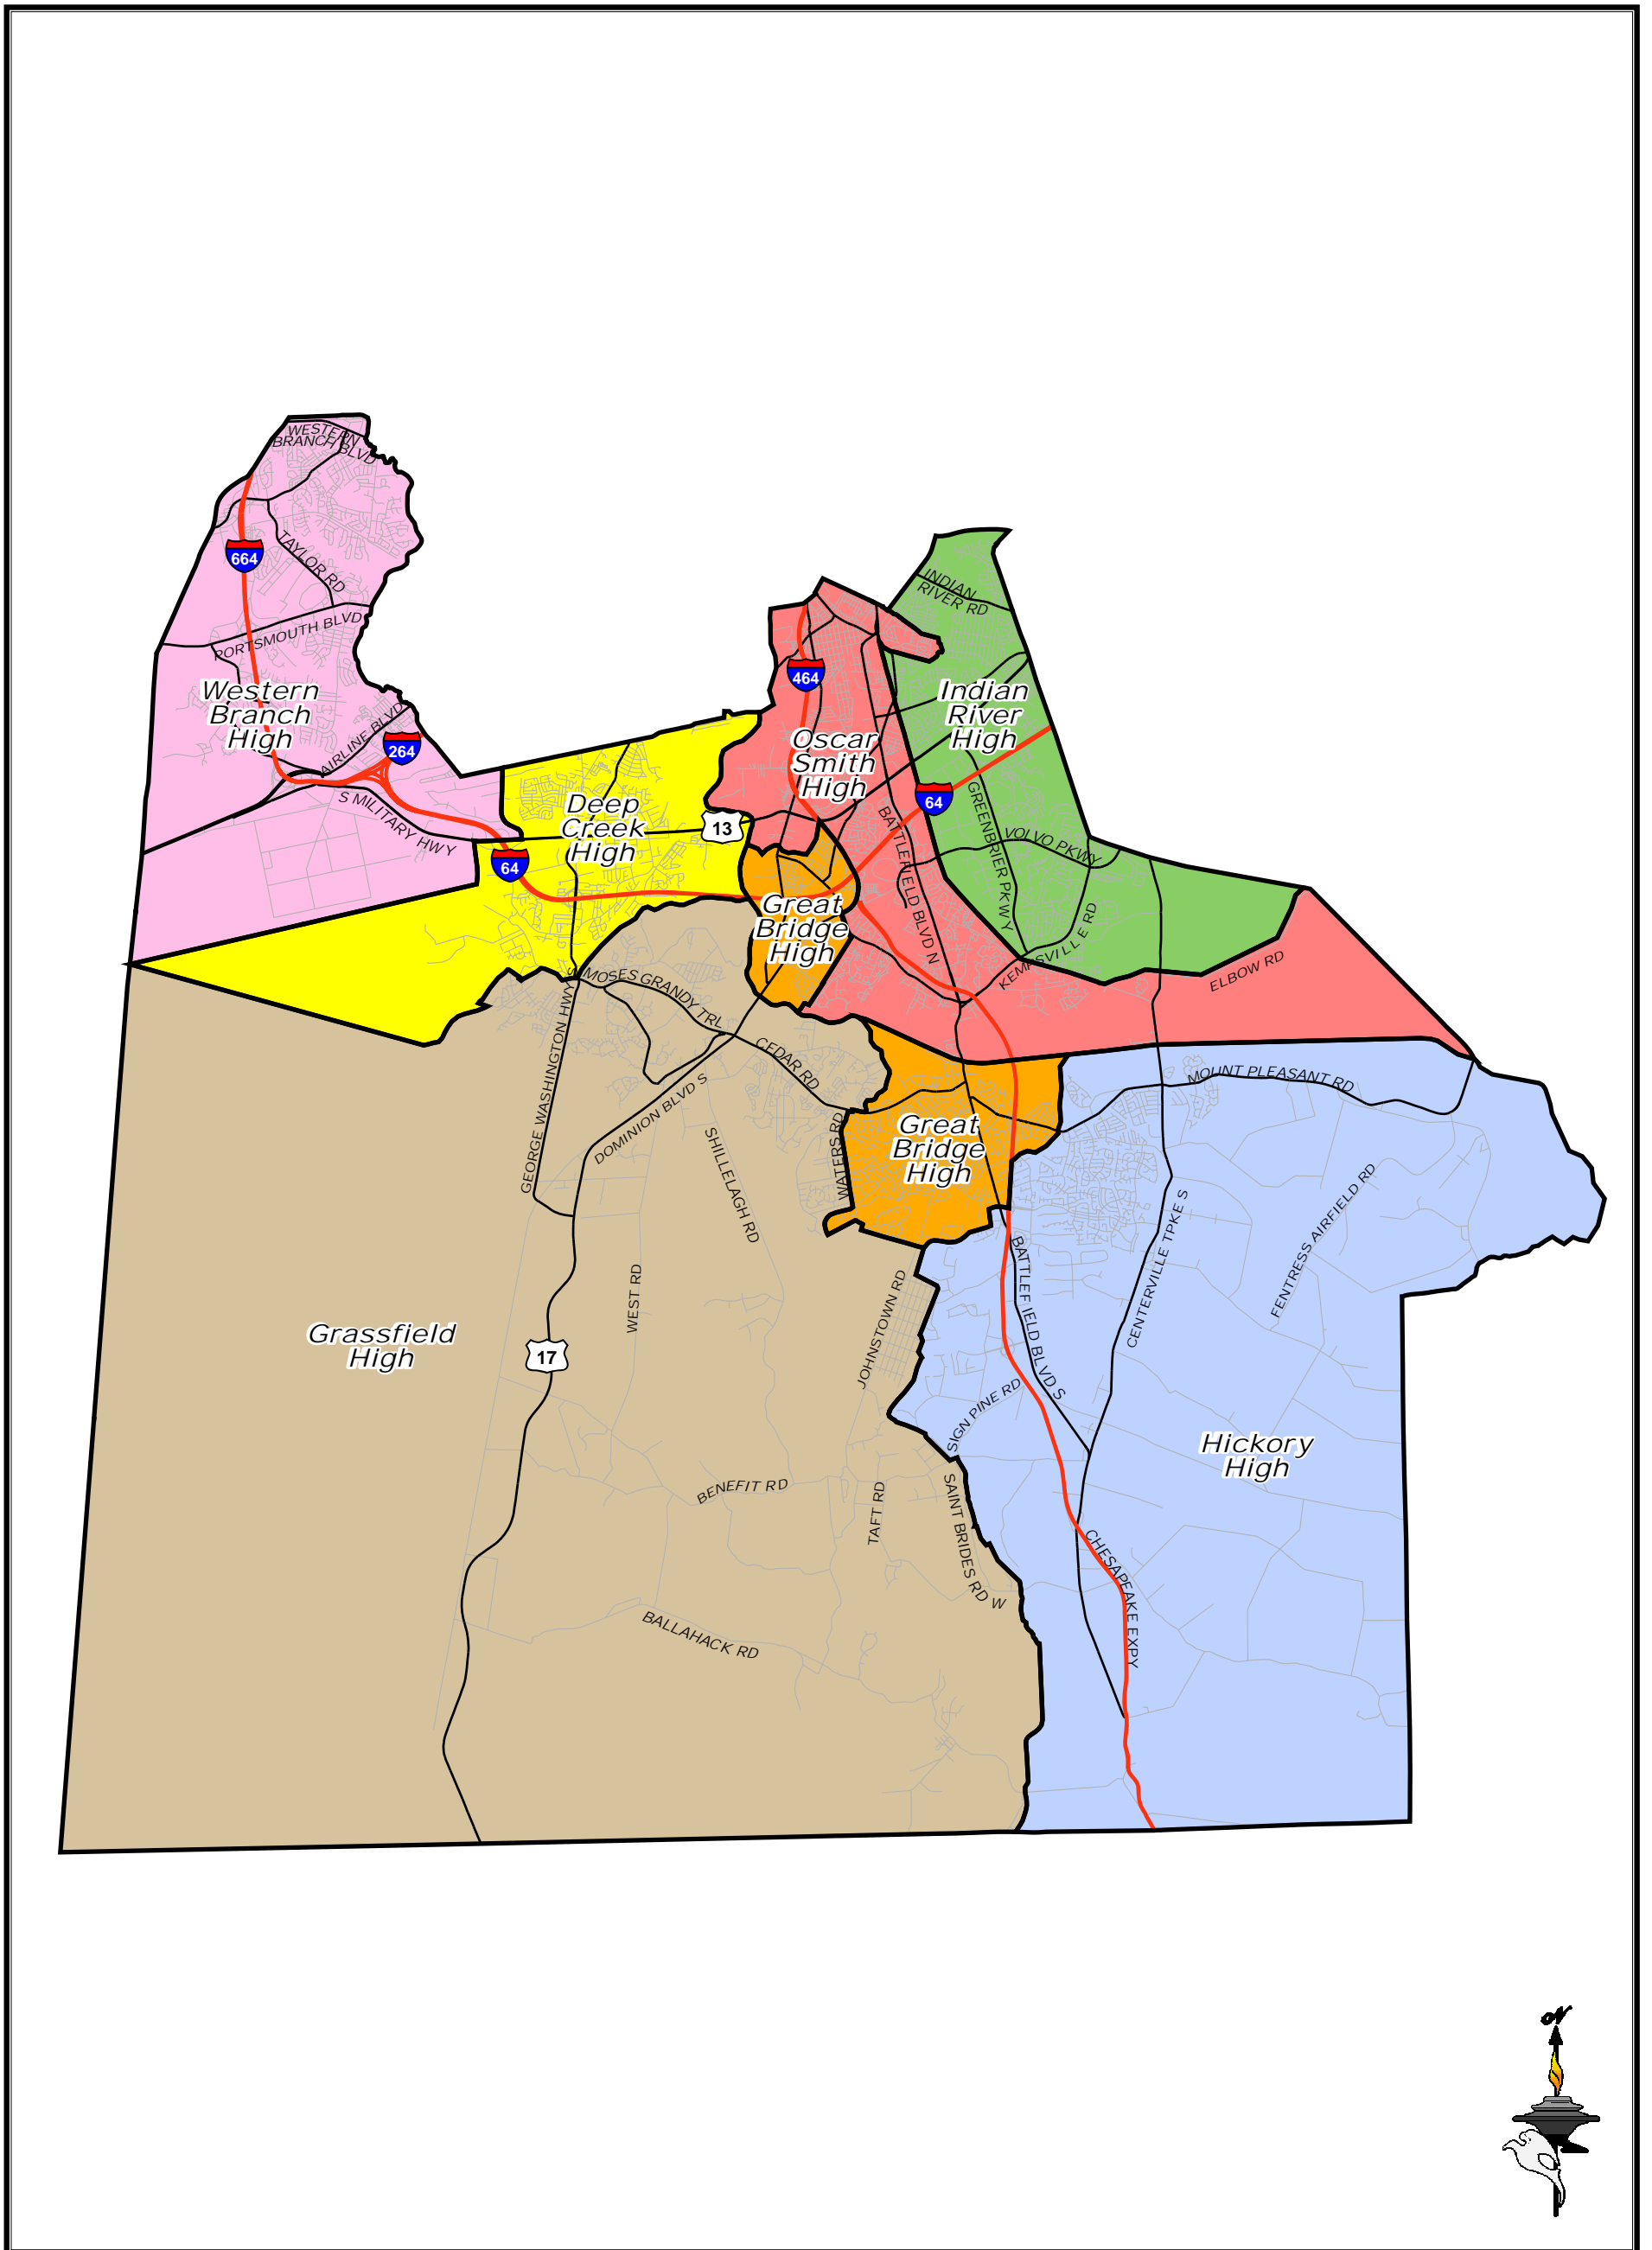 WESTERN
BRANCH BLVD
664
TAYLOR RD
PORTSMOUTH BLVD
Western
Branch
High
AIRLINE BLVD
264
S MILITARY HWY
INDIAN
RIVER RD
464
Indian
River
High
Oscar
Smith
High
64
Deep
Creek
High
13
64
BATTLEFIELD BLVD N
GREENBRIER PKWY
VOLVO PKWY
KEMPSVILLE RD
ELBOW RD
Great
Bridge
High
GEORGE WASHINGTON HWY S
MOSES GRANDY TRL
CEDAR RD
DOMINION BLVD S
SHILLELAGH RD
WATERS RD
Great
Bridge
High
MOUNT PLEASANT RD
CENTERVILLE TPKE S
FENTRESS AIRFIELD RD
WEST RD
JOHNSTOWN RD
BATTLEFIELD BLVD S
Grassfield
High
17
SIGN PINE RD
Hickory
High
BENEFIT RD
TAFT RD
SAINT BRIDES RD W
CHESAPEAKE EXPY
BALLAHACK RD
N